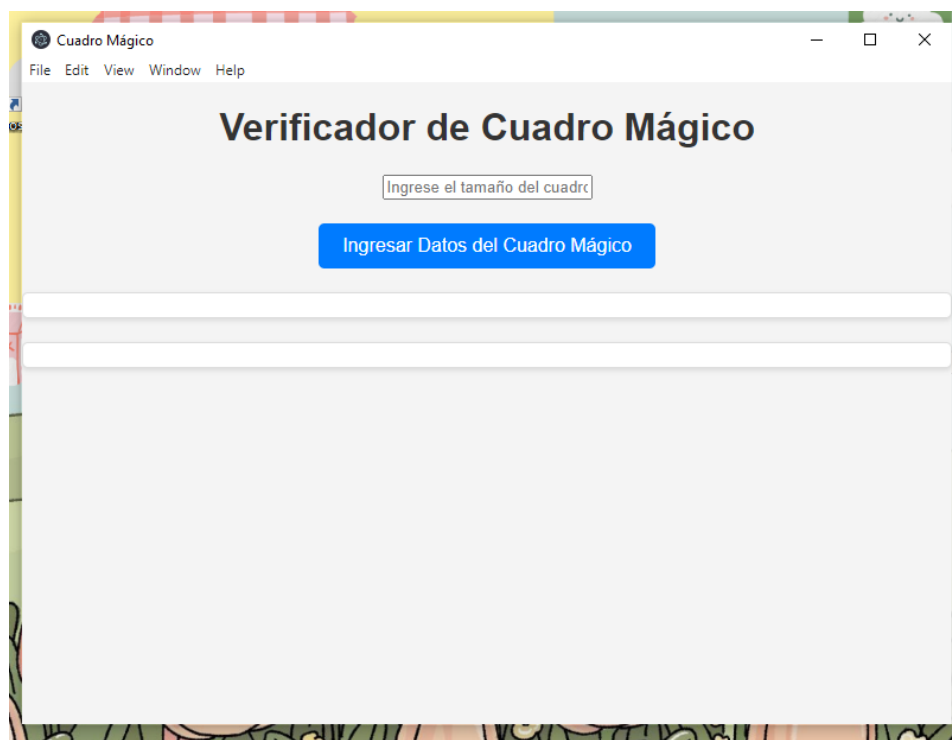 Cuadro Mágico
File Edit View Window Help
Verificador de Cuadro Mágico
Ingrese el tamaño del cuadro
Ingresar Datos del Cuadro Mágico